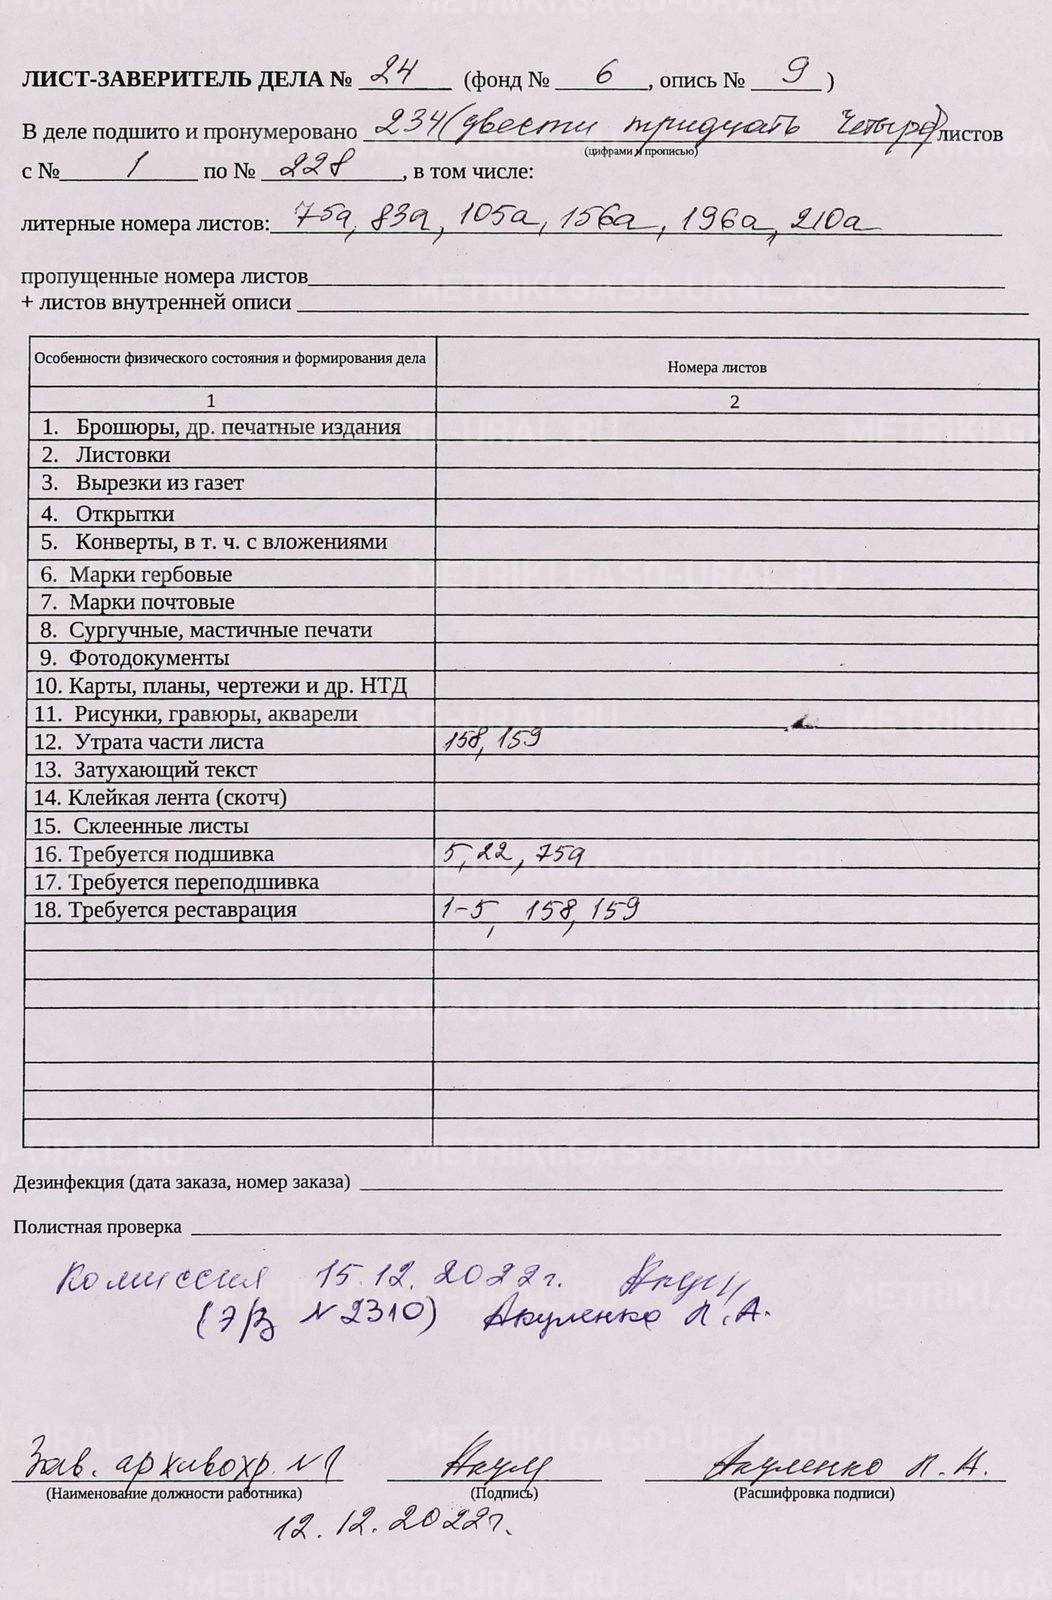 ЛИСТ-ЗАВЕРИТЕЛЬ ДЕЛА № 24 (фонд № 6, опись № 9)
В деле подшито и пронумеровано 234 (двести тридцать четыре) листов
(цифрами и прописью)
с № 1 по № 228, в том числе:
литерные номера листов: 75а, 83а, 105а, 156а, 196а, 210а
пропущенные номера листов
+ листов внутренней описи
Особенности физического состояния и формирования дела Номера листов
1 2
1. Брошюры, др. печатные издания
2. Листовки
3. Вырезки из газет
4. Открытки
5. Конверты, в т. ч. с вложениями
6. Марки гербовые
7. Марки почтовые
8. Сургучные, мастичные печати
9. Фотодокументы
10. Карты, планы, чертежи и др. НТД
11. Рисунки, гравюры, акварели
12. Утрата части листа 158, 159
13. Затухающий текст
14. Клейкая лента (скотч)
15. Склеенные листы
16. Требуется подшивка 5, 22, 75а
17. Требуется переподшивка
18. Требуется реставрация 1-5, 158, 159
Дезинфекция (дата заказа, номер заказа)
Полистная проверка
Комиссия 15.12.2022г.
(Э/з №2310) Акуленко Л.А.
Зав. архивохр. №1 Акул Акуленко Л.А.
(Наименование должности работника) (Подпись) (Расшифровка подписи)
12.12.2022г.
METRIKI.GASO-URAL.RU